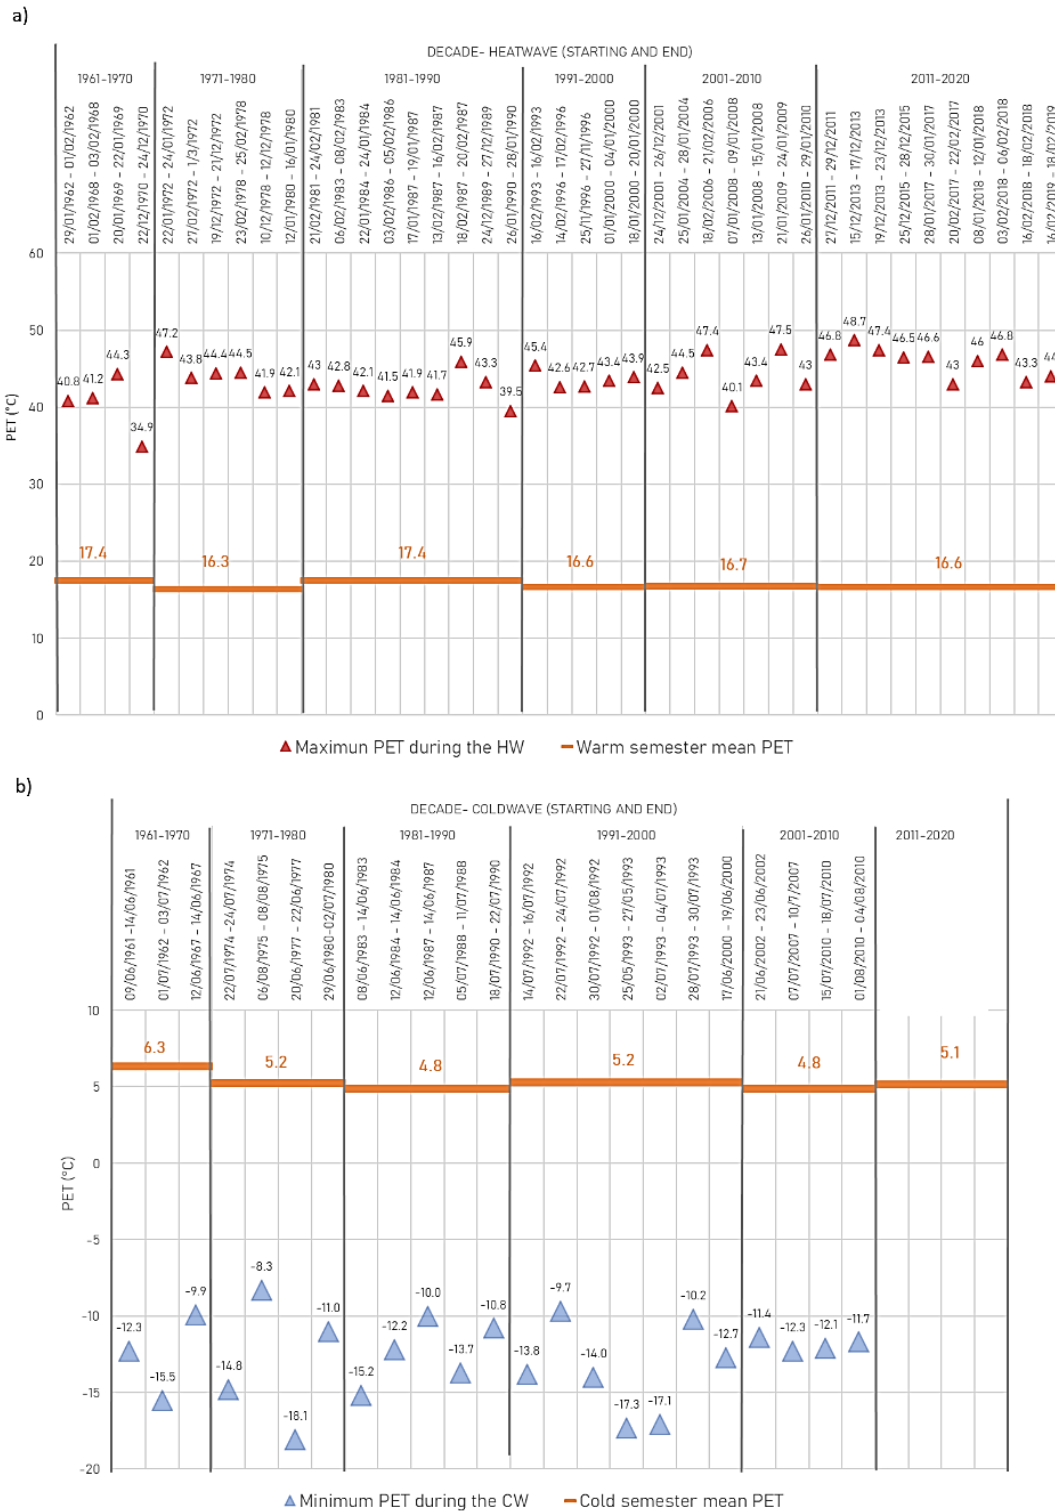 a)
DECADE- HEATWAVE (STARTING AND END)
1961-1970
1971-1980
1981-1990
1991-2000
2001-2010
2011-2020
29/01/1962 - 01/02/1962
01/02/1968 - 03/02/1968
20/01/1969 - 22/01/1969
22/12/1970 - 24/12/1970
22/01/1972 - 24/01/1972
27/02/1972 - 1/3/1972
19/12/1972 - 21/12/1972
23/02/1978 - 25/02/1978
10/12/1978 - 12/12/1978
12/01/1980 - 16/01/1980
21/02/1981 - 24/02/1981
06/02/1983 - 08/02/1983
22/01/1984 - 24/01/1984
03/02/1986 - 05/02/1986
17/01/1987 - 19/01/1987
13/02/1987 - 16/02/1987
18/02/1987 - 20/02/1987
24/12/1989 - 27/12/1989
26/01/1990 - 28/01/1990
16/02/1993 - 16/02/1993
14/02/1996 - 17/02/1996
25/11/1996 - 27/11/1996
01/01/2000 - 04/01/2000
18/01/2000 - 20/01/2000
24/12/2001 - 26/12/2001
25/01/2004 - 28/01/2004
18/02/2006 - 21/02/2006
07/01/2008 - 09/01/2008
13/01/2008 - 15/01/2008
21/01/2009 - 24/01/2009
26/01/2010 - 29/01/2010
27/12/2011 - 29/12/2011
15/12/2013 - 17/12/2013
19/12/2013 - 23/12/2013
25/12/2015 - 28/12/2015
28/01/2017 - 30/01/2017
20/02/2017 - 22/02/2017
08/01/2018 - 12/01/2018
03/02/2018 - 06/02/2018
16/02/2018 - 18/02/2018
16/02/2019 - 18/02/2019
60
50
40
30
20
10
0
PET (°C)
40.8
41.2
44.3
34.9
47.2
43.8
44.4
44.5
41.9
42.1
43
42.8
42.1
41.5
41.9
41.7
45.9
43.3
39.5
45.4
42.6
42.7
43.4
43.9
42.5
44.5
47.4
40.1
43.4
47.5
43
46.8
48.7
47.4
46.5
46.6
43
46
46.8
43.3
44
17.4
16.3
17.4
16.6
16.7
16.6
Maximun PET during the HW
Warm semester mean PET
b)
DECADE- COLDWAVE (STARTING AND END)
1961-1970
1971-1980
1981-1990
1991-2000
2001-2010
2011-2020
09/06/1961 -14/06/1961
01/07/1962 - 03/07/1962
12/06/1967 - 14/06/1967
22/07/1974 -24/07/1974
06/08/1975 - 08/08/1975
20/06/1977 - 22/06/1977
29/06/1980-02/07/1980
08/06/1983 - 14/06/1983
12/06/1984 - 14/06/1984
12/06/1987 - 14/06/1987
05/07/1988 - 11/07/1988
18/07/1990 - 22/07/1990
14/07/1992 - 16/07/1992
22/07/1992 - 24/07/1992
30/07/1992 - 01/08/1992
25/05/1993 - 27/05/1993
02/07/1993 - 04/07/1993
28/07/1993 - 30/07/1993
17/06/2000 - 19/06/2000
21/06/2002 - 23/06/2002
07/07/2007 - 10/7/2007
15/07/2010 - 18/07/2010
01/08/2010 - 04/08/2010
10
5
0
-5
-10
-15
-20
PET (°C)
6.3
5.2
4.8
5.2
4.8
5.1
-12.3
-15.5
-9.9
-14.8
-8.3
-18.1
-11.0
-15.2
-12.2
-10.0
-13.7
-10.8
-13.8
-9.7
-14.0
-17.3
-17.1
-10.2
-12.7
-11.4
-12.3
-12.1
-11.7
Minimum PET during the CW
Cold semester mean PET